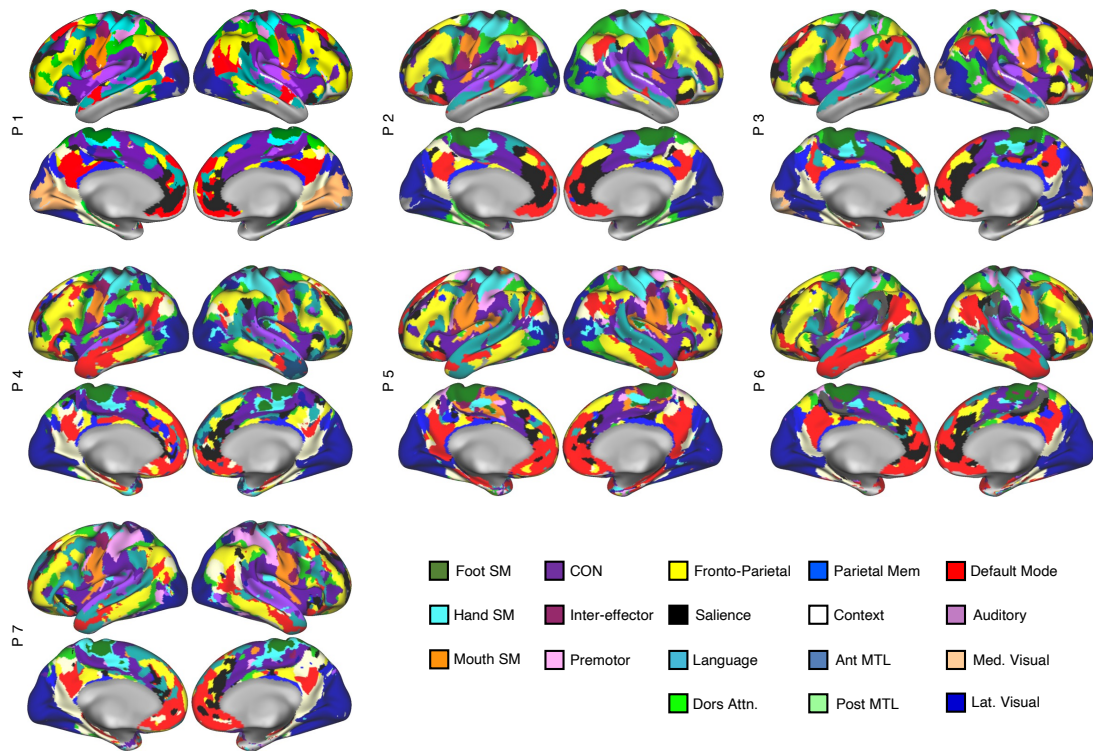 P 1
P 2
P 3
P 4
P 5
P 6
P 7
Foot SM
CON
Fronto-Parietal
Parietal Mem
Default Mode
Hand SM
Inter-effector
Salience
Context
Auditory
Mouth SM
Premotor
Language
Ant MTL
Med. Visual
Dors Attn.
Post MTL
Lat. Visual